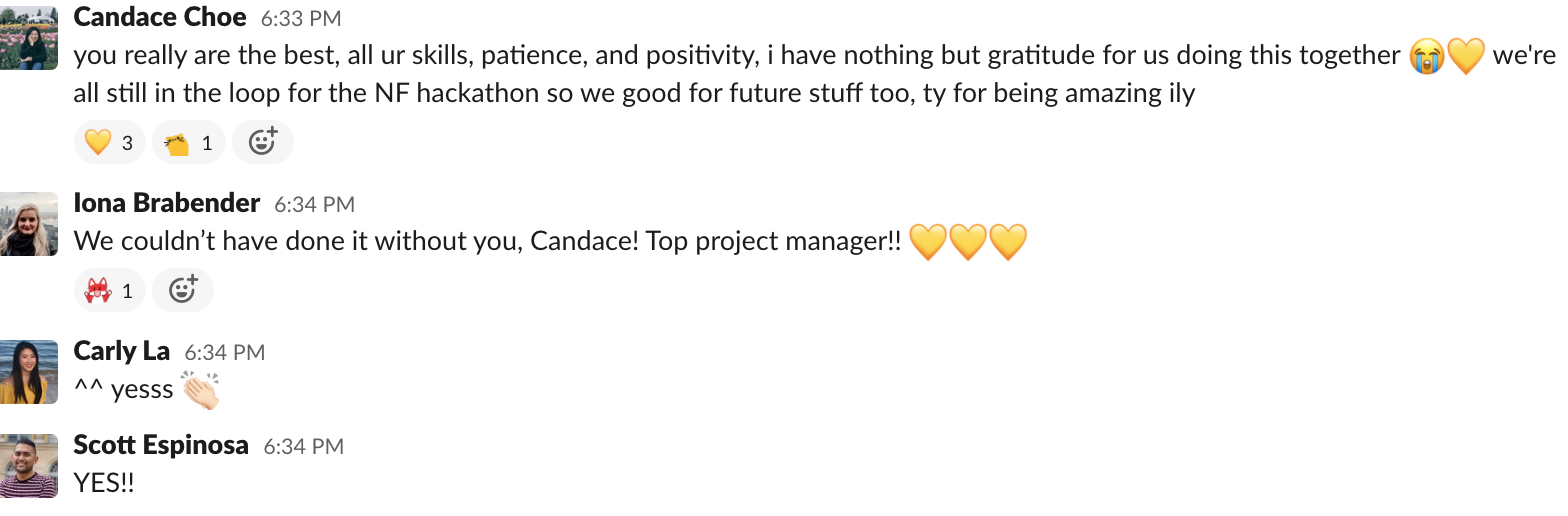 Candace Choe 6:33 PM
you really are the best, all ur skills, patience, and positivity, i have nothing but gratitude for us doing this together 😭💛 we're
all still in the loop for the NF hackathon so we good for future stuff too, ty for being amazing ily
💛 3 1
Iona Brabender 6:34 PM
We couldn’t have done it without you, Candace! Top project manager!! 💛💛💛
1
Carly La 6:34 PM
^^ yesss 👏🏻
Scott Espinosa 6:34 PM
YES!!